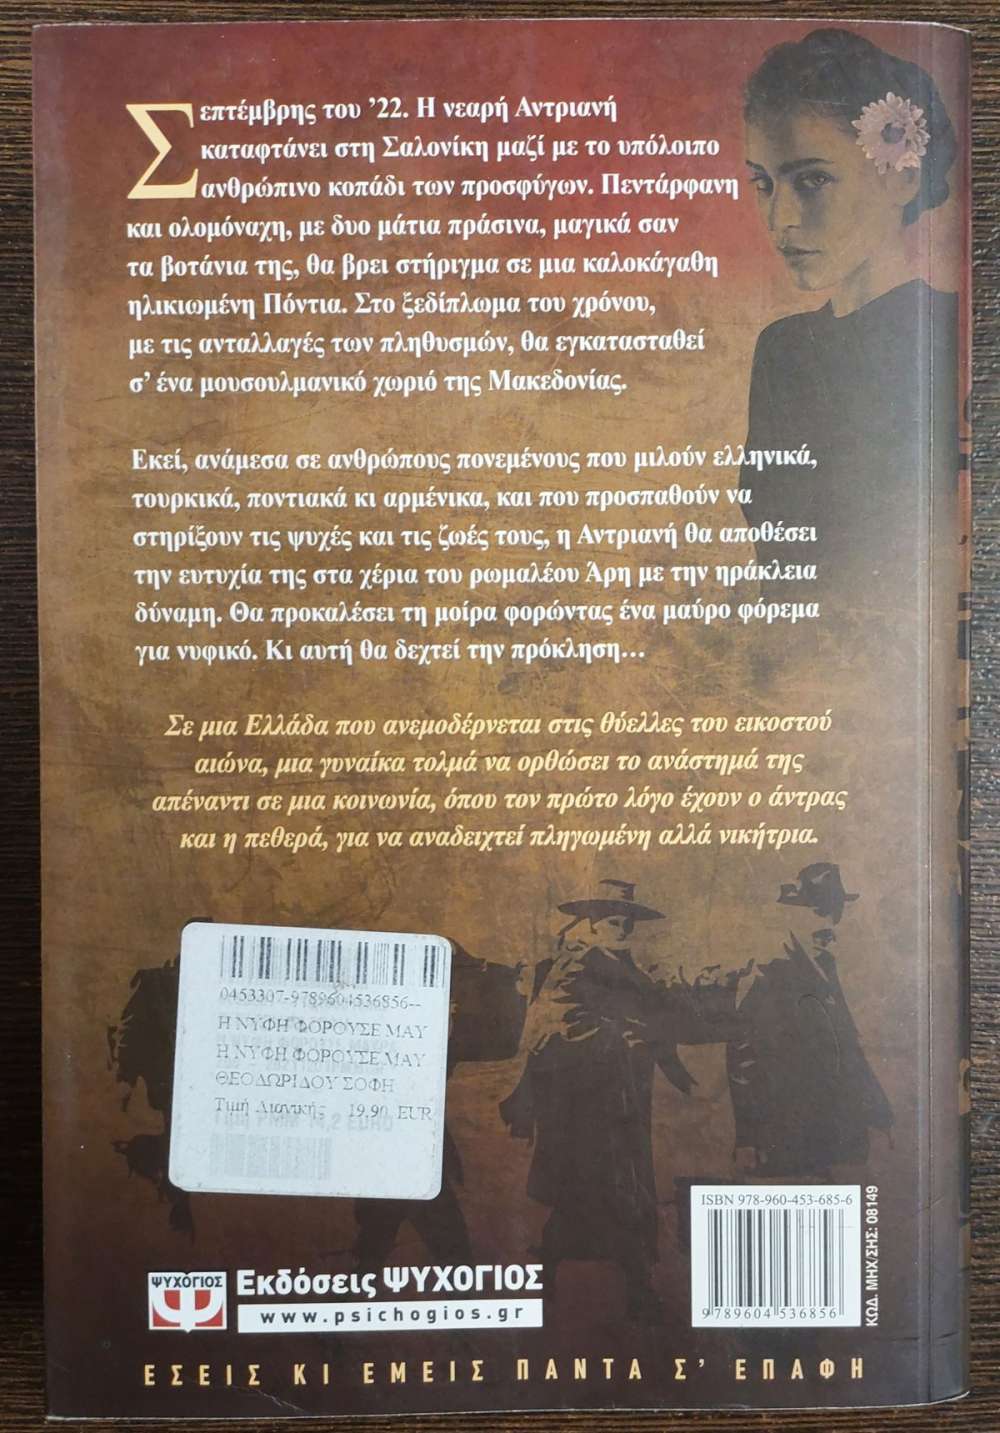 Σεπτέμβρης του ’22. Η νεαρή Αντριανή
καταφτάνει στη Σαλονίκη μαζί με το υπόλοιπο
ανθρώπινο κοπάδι των προσφύγων. Πεντάρφανη
και ολομόναχη, με δυο μάτια πράσινα, μαγικά σαν
τα βοτάνια της, θα βρει στήριγμα σε μια καλοκάγαθη
ηλικιωμένη Πόντια. Στο ξεδίπλωμα του χρόνου,
με τις ανταλλαγές των πληθυσμών, θα εγκατασταθεί
σ’ ένα μουσουλμανικό χωριό της Μακεδονίας.
Εκεί, ανάμεσα σε ανθρώπους πονεμένους που μιλούν ελληνικά,
τουρκικά, ποντιακά κι αρμένικα, και που προσπαθούν να
στηρίξουν τις ψυχές και τις ζωές τους, η Αντριανή θα αποθέσει
την ευτυχία της στα χέρια του ρωμαλέου Άρη με την ηράκλεια
δύναμη. Θα προκαλέσει τη μοίρα φορώντας ένα μαύρο φόρεμα
για νυφικό. Κι αυτή θα δεχτεί την πρόκληση…
Σε μια Ελλάδα που ανεμοδέρνεται στις θύελλες του εικοστού
αιώνα, μια γυναίκα τολμά να ορθώσει το ανάστημά της
απέναντι σε μια κοινωνία, όπου τον πρώτο λόγο έχουν ο άντρας
και η πεθερά, για να αναδειχτεί πληγωμένη αλλά νικήτρια.
0453307-9789604536856--
Η ΝΥΦΗ ΦΟΡΟΥΣΕ ΜΑΥ
Η ΝΥΦΗ ΦΟΡΟΥΣΕ ΜΑΥ
ΘΕΟΔΩΡΙΔΟΥ ΣΟΦΗ
Τιμή Λιανικής 19,90 EUR
ISBN 978-960-453-685-6
9 789604 536856
ΚΩΔ. ΜΗΧ/ΣΗΣ: 08149
ΨΥΧΟΓΙΟΣ
Εκδόσεις ΨΥΧΟΓΙΟΣ
www.psichogios.gr
ΕΣΕΙΣ ΚΙ ΕΜΕΙΣ ΠΑΝΤΑ Σ’ ΕΠΑΦΗ